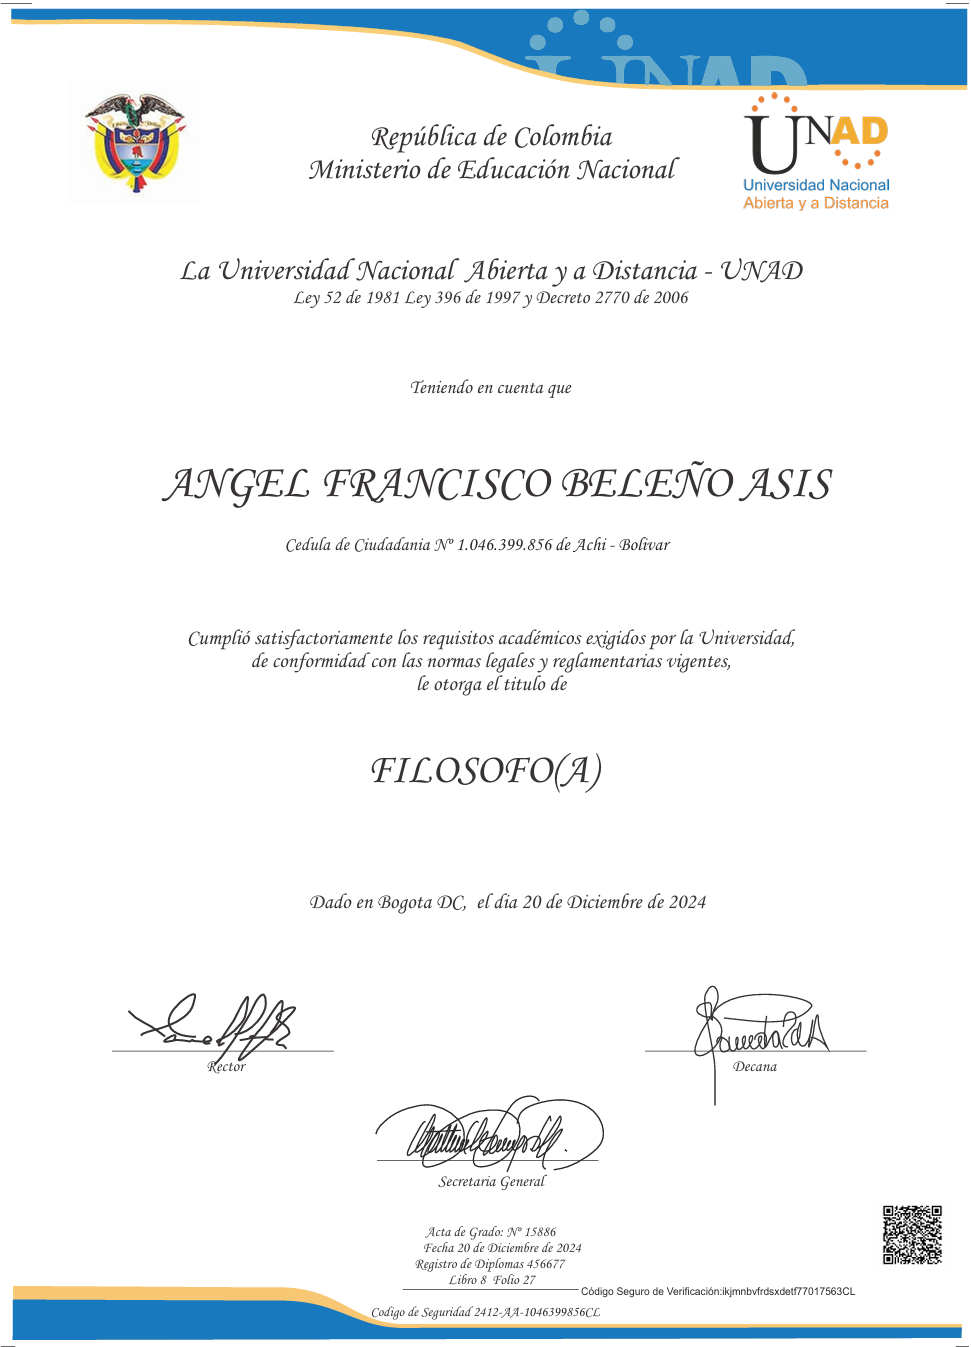 UNAD
República de Colombia
Ministerio de Educación Nacional
UNAD
Universidad Nacional
Abierta y a Distancia
La Universidad Nacional Abierta y a Distancia - UNAD
Ley 52 de 1981 Ley 396 de 1997 y Decreto 2770 de 2006
Teniendo en cuenta que
ANGEL FRANCISCO BELEÑO ASIS
Cedula de Ciudadania Nº 1.046.399.856 de Achi - Bolivar
Cumplió satisfactoriamente los requisitos académicos exigidos por la Universidad,
de conformidad con las normas legales y reglamentarias vigentes,
le otorga el titulo de
FILOSOFO(A)
Dado en Bogota DC, el dia 20 de Diciembre de 2024
Rector
Decana
Secretaria General
Acta de Grado: Nº 15886
Fecha 20 de Diciembre de 2024
Registro de Diplomas 456677
Libro 8 Folio 27
Código Seguro de Verificación:ikjmnbvfrdsxdetf77017563CL
Codigo de Seguridad 2412-AA-1046399856CL